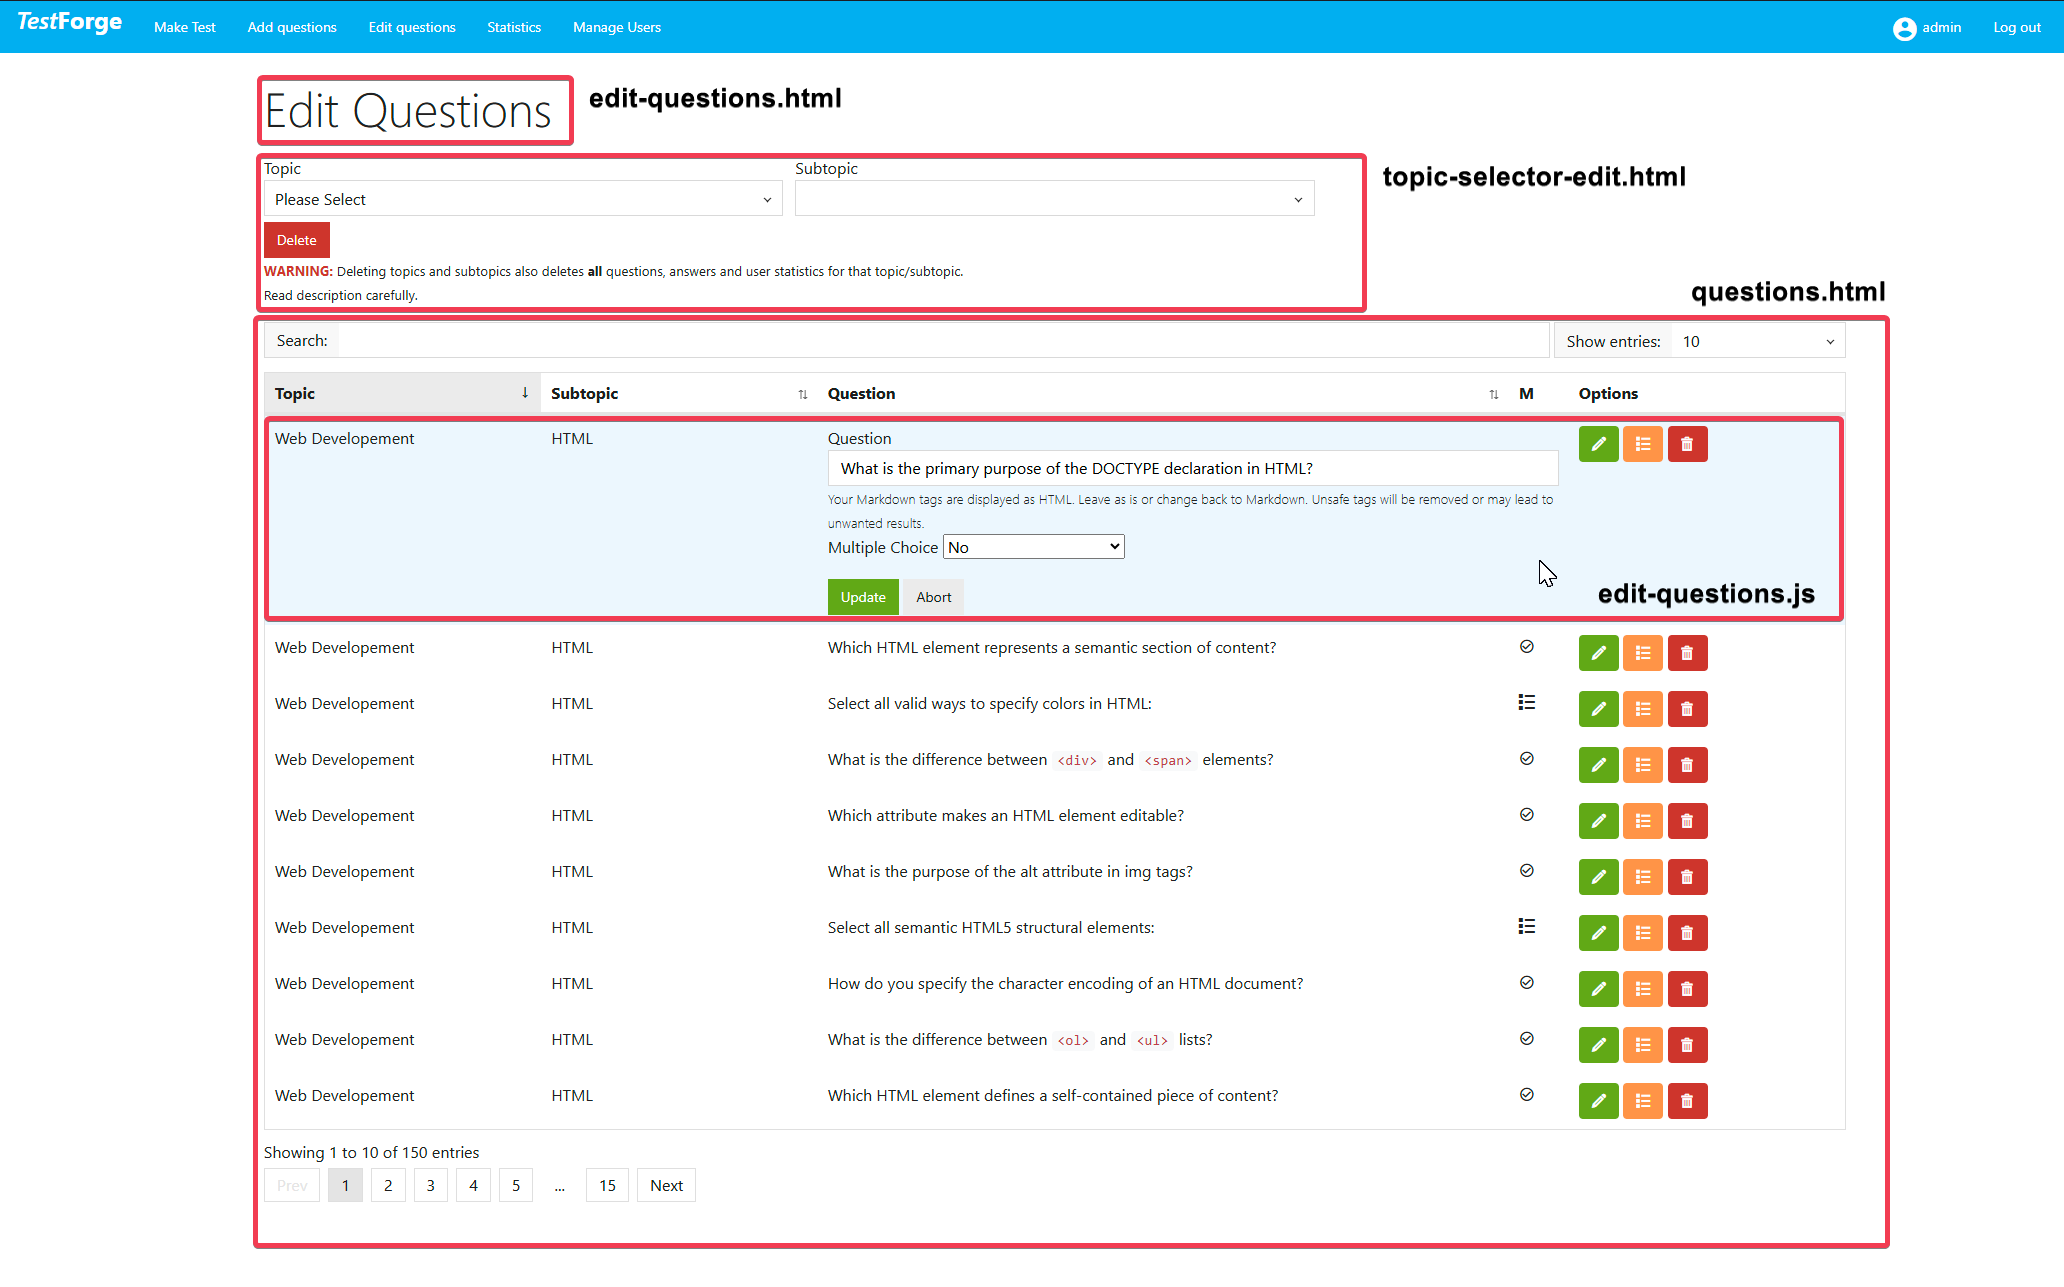 TestForge Make Test Add questions Edit questions Statistics Manage Users admin Log out
Edit Questions
edit-questions.html
Topic Subtopic
topic-selector-edit.html
Please Select
Delete
WARNING: Deleting topics and subtopics also deletes all questions, answers and user statistics for that topic/subtopic.
Read description carefully.
questions.html
Search: Show entries: 10
Topic Subtopic Question M Options
Web Developement HTML Question
What is the primary purpose of the DOCTYPE declaration in HTML?
Your Markdown tags are displayed as HTML. Leave as is or change back to Markdown. Unsafe tags will be removed or may lead to
unwanted results.
Multiple Choice No
Update Abort
edit-questions.js
Web Developement HTML Which HTML element represents a semantic section of content?
Web Developement HTML Select all valid ways to specify colors in HTML:
Web Developement HTML What is the difference between <div> and <span> elements?
Web Developement HTML Which attribute makes an HTML element editable?
Web Developement HTML What is the purpose of the alt attribute in img tags?
Web Developement HTML Select all semantic HTML5 structural elements:
Web Developement HTML How do you specify the character encoding of an HTML document?
Web Developement HTML What is the difference between <ol> and <ul> lists?
Web Developement HTML Which HTML element defines a self-contained piece of content?
Showing 1 to 10 of 150 entries
Prev 1 2 3 4 5 ... 15 Next